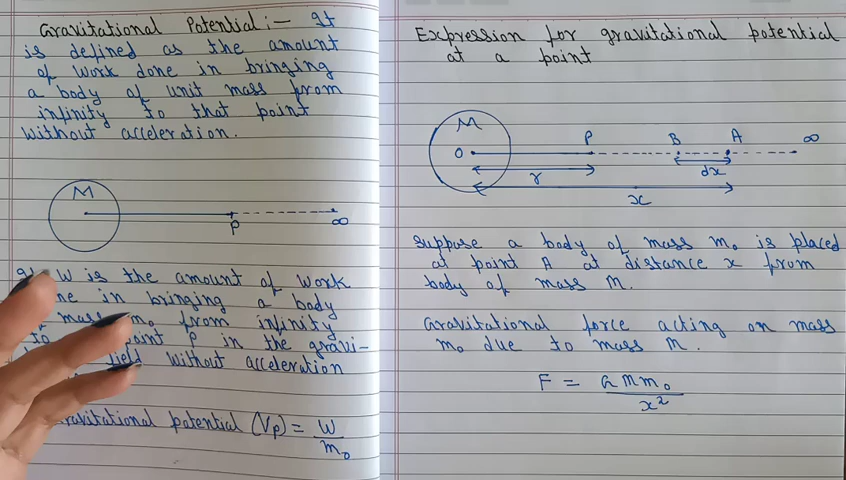 Gravitational Potential:- It
is defined as the amount
of work done in bringing
a body of unit mass from
infinity to that point
without acceleration.
M
P
∞
W is the amount of work
in bringing a body
mass m₀ from infinity
P in the gravi-
field without acceleration
Gravitational potential (Vp) = W
m₀
Expression for gravitational potential
at a point
M
O
P
B
A
∞
r
dx
x
Suppose a body of mass m₀ is placed
at point A at distance x from
body of mass M.
Gravitational force acting on mass
m₀ due to mass M.
F = GMm₀
x²